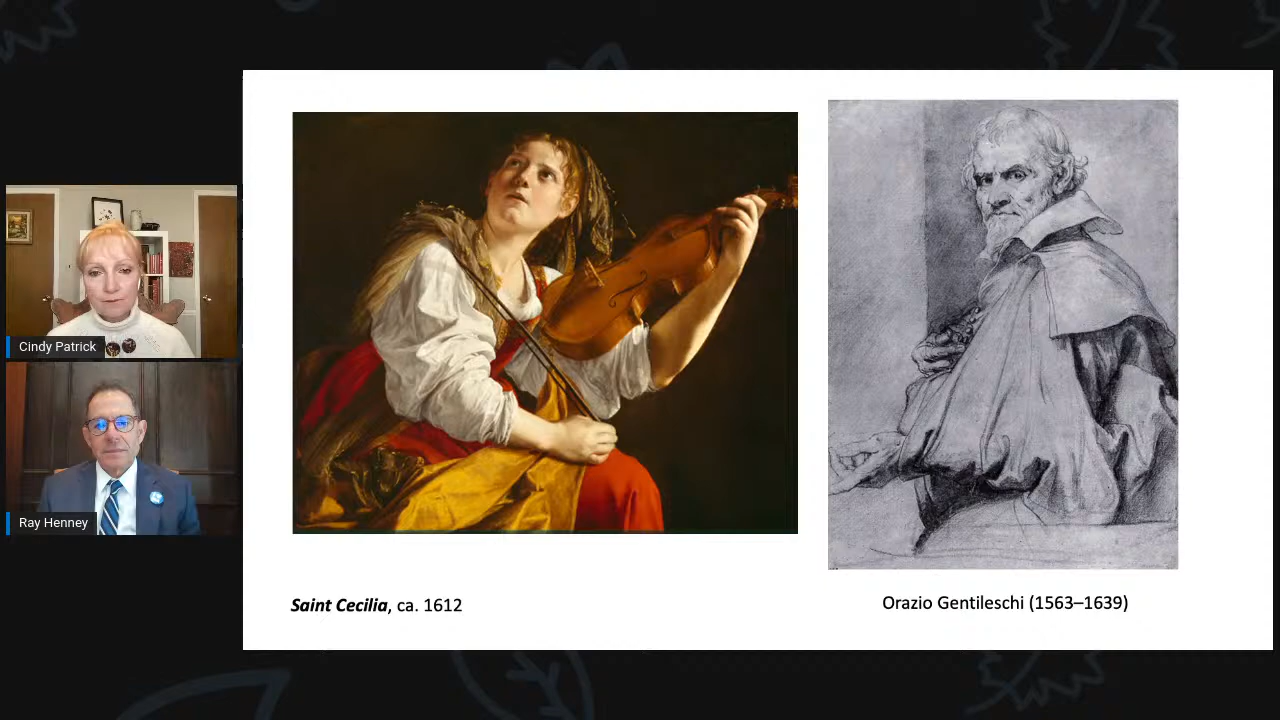 Cindy Patrick
Ray Henney
Saint Cecilia, ca. 1612
Orazio Gentileschi (1563–1639)